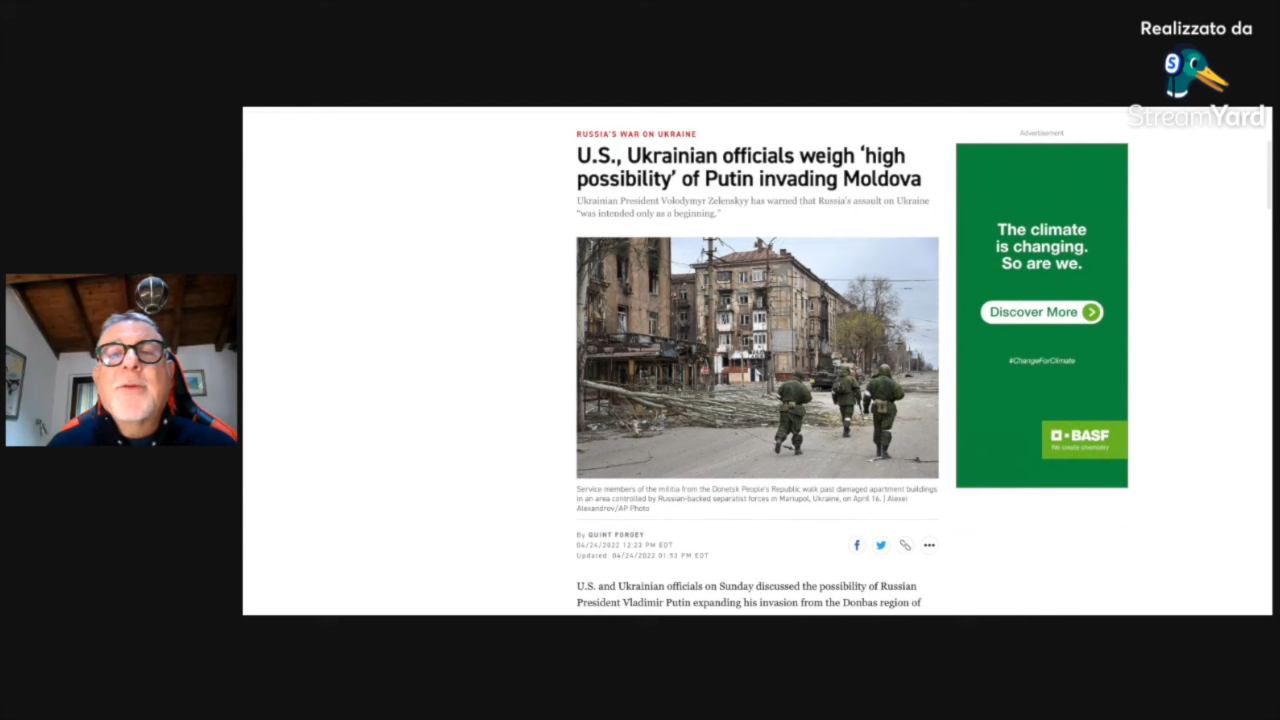 Realizzato da
S
StreamYard
RUSSIA'S WAR ON UKRAINE
U.S., Ukrainian officials weigh ‘high
possibility’ of Putin invading Moldova
Ukrainian President Volodymyr Zelenskyy has warned that Russia's assault on Ukraine
“was intended only as a beginning.”
Service members of the militia from the Donetsk People's Republic walk past damaged apartment buildings
in an area controlled by Russian-backed separatist forces in Mariupol, Ukraine, on April 16. | Alexei
Alexandrov/AP Photo
By QUINT FORGEY
04/24/2022 12:23 PM EDT
Updated: 04/24/2022 01:53 PM EDT
U.S. and Ukrainian officials on Sunday discussed the possibility of Russian
President Vladimir Putin expanding his invasion from the Donbas region of
Advertisement
The climate
is changing.
So are we.
Discover More
#ChangeForClimate
BASF
We create chemistry